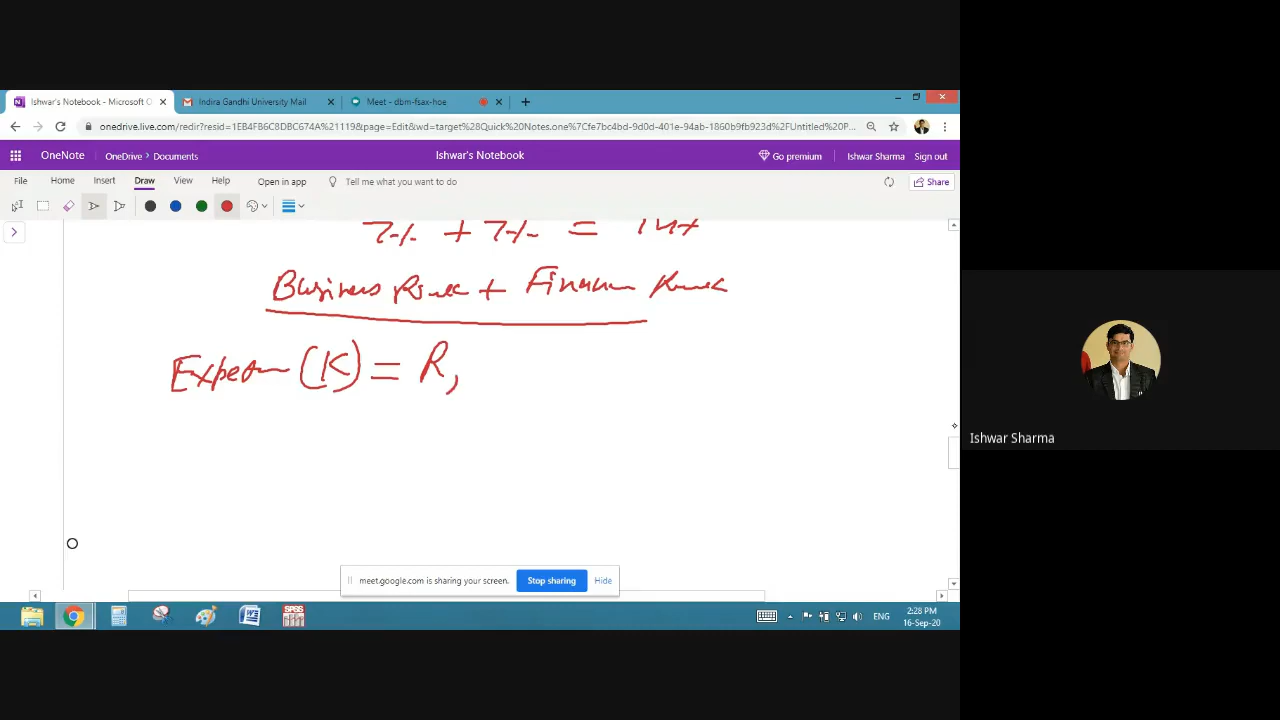 Ishwar's Notebook - Microsoft O
Indira Gandhi University Mail
Meet - dbm-fsax-hoe
onedrive.live.com/redir?resid=1EB4FB6C8DBC674A%21119&page=Edit&wd=target%28Quick%20Notes.one%7Cfe7bc4bd-9d0d-401e-94ab-1860b9fb923d%2FUntitled%20P...
OneNote
OneDrive › Documents
Ishwar's Notebook
Go premium
Ishwar Sharma
Sign out
File Home Insert Draw View Help Open in app Tell me what you want to do
Share
7% + 7% = 14%
Business Risk + Financial Risk
(K) = R,
Ishwar Sharma
meet.google.com is sharing your screen.
Stop sharing
Hide
ENG
2:28 PM
16-Sep-20